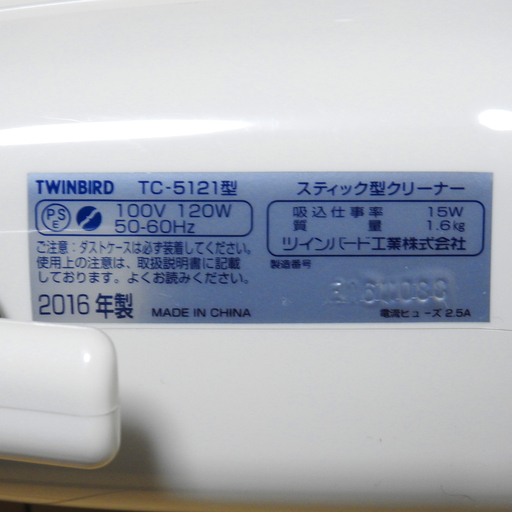 TWINBIRD TC-5121型 スティック型クリーナー
PSE 100V 120W
50-60Hz
吸込仕事率 15W
質量 1.6kg
ツインバード工業株式会社
ご注意:ダストケースは必ず装着してください。
使用上の注意は、取扱説明書に記載
しております。よくお読みください。
製造番号
2016年製 MADE IN CHINA
電流ヒューズ 2.5A